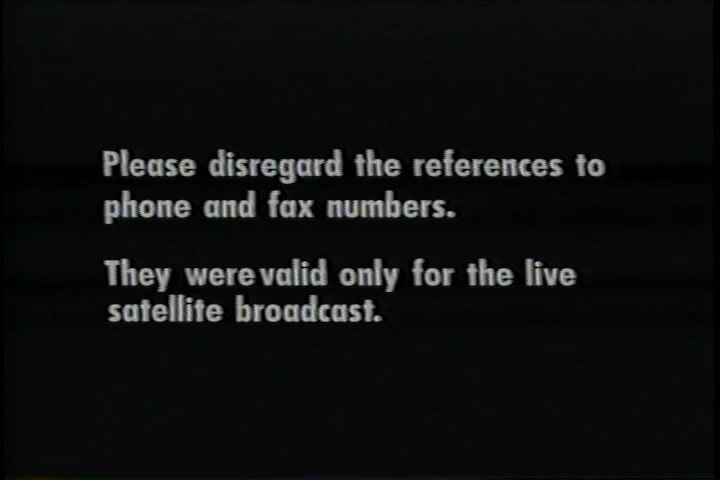 Please disregard the references to
phone and fax numbers.
They were valid only for the live
satellite broadcast.